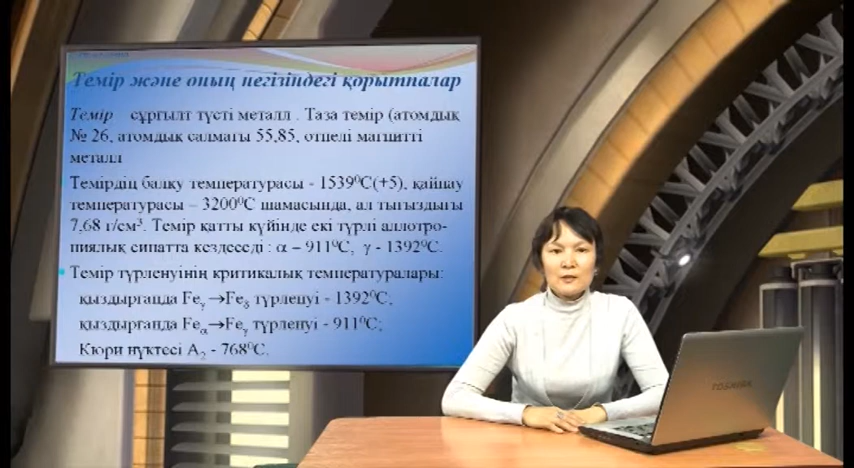 Темір және оның негізіндегі қорытпалар
Темір сұрғылт түсті металл . Таза темір (атомдық
№ 26, атомдық салмағы 55,85, өтпелі магнитті
металл
Темірдің балқу температурасы - 1539⁰С(+5), қайнау
температурасы – 3200⁰С шамасында, ал тығыздығы
7,68 г/см³. Темір қатты күйінде екі түрлі аллотро-
пиялық сипатта кездеседі : α – 911⁰С, γ - 1392⁰С.
Темір түрленуінің критикалық температуралары:
қыздырғанда Feγ →Feδ түрленуі - 1392⁰С,
қыздырғанда Feα→Feγ түрленуі - 911⁰С;
Кюри нүктесі А₂ - 768⁰С.
TOSHIBA